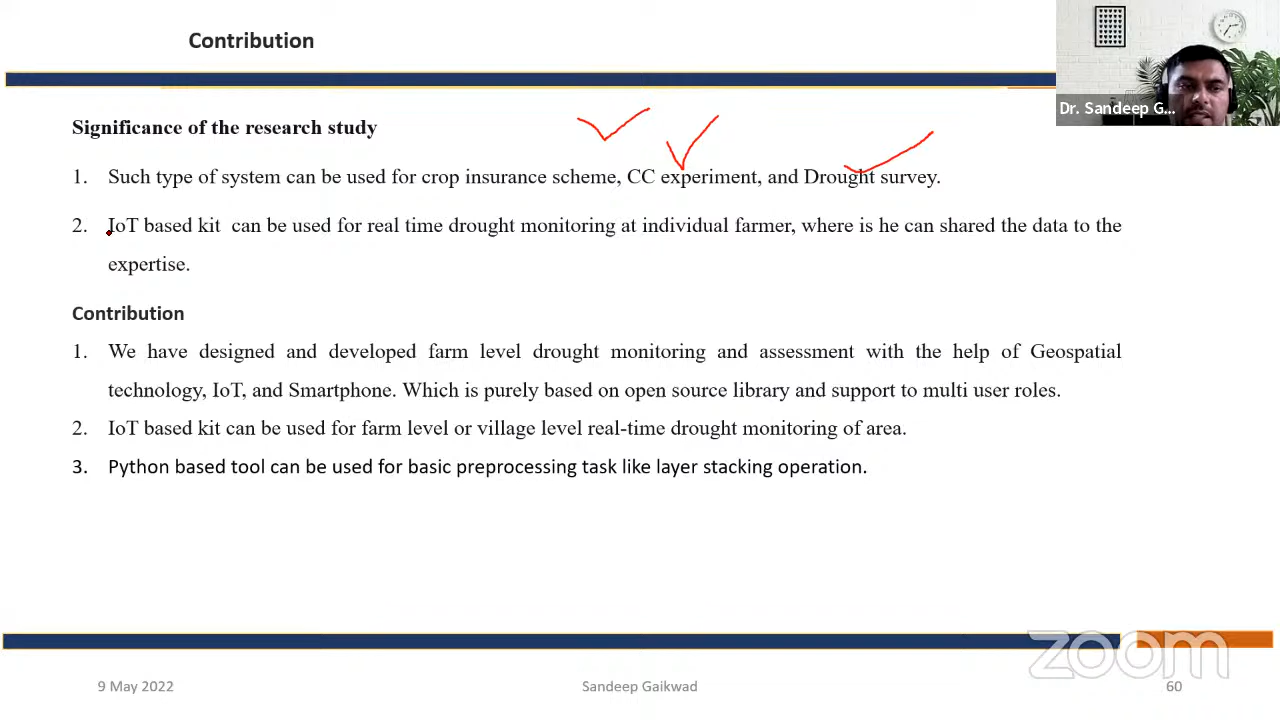 Contribution
Dr. Sandeep G...
Significance of the research study
1. Such type of system can be used for crop insurance scheme, CC experiment, and Drought survey.
2. IoT based kit can be used for real time drought monitoring at individual farmer, where is he can shared the data to the
expertise.
Contribution
1. We have designed and developed farm level drought monitoring and assessment with the help of Geospatial
technology, IoT, and Smartphone. Which is purely based on open source library and support to multi user roles.
2. IoT based kit can be used for farm level or village level real-time drought monitoring of area.
3. Python based tool can be used for basic preprocessing task like layer stacking operation.
zoom
9 May 2022
Sandeep Gaikwad
60